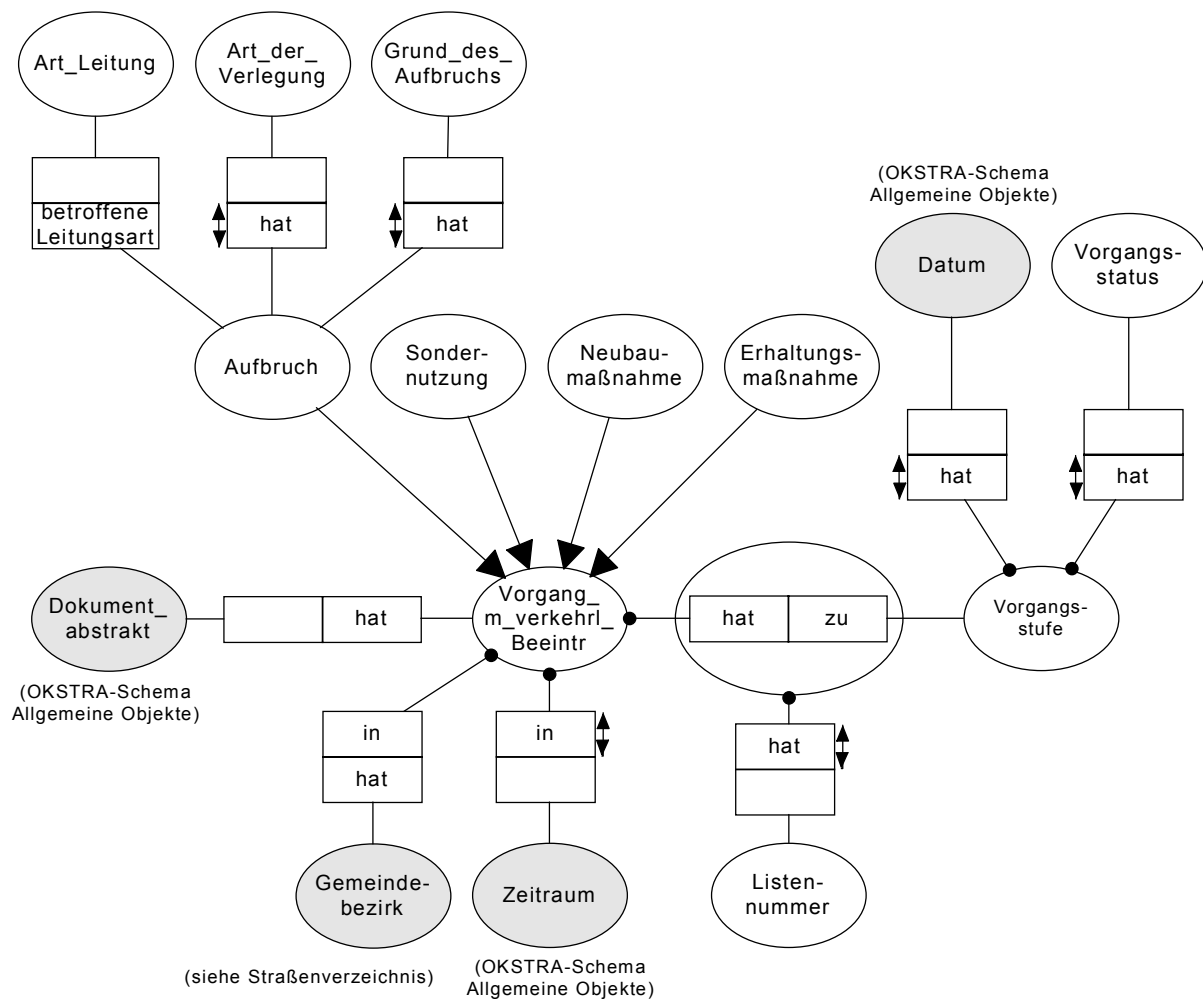 Art_Leitung
Art_der_
Verlegung
Grund_des_
Aufbruchs
betroffene
Leitungsart
hat
hat
(OKSTRA-Schema
Allgemeine Objekte)
Datum
Vorgangs-
status
Aufbruch
Sonder-
nutzung
Neubau-
maßnahme
Erhaltungs-
maßnahme
hat
hat
Dokument_
abstrakt
hat
Vorgang_
m_verkehrl_
Beeintr
hat
zu
Vorgangs-
stufe
(OKSTRA-Schema
Allgemeine Objekte)
in
hat
in
hat
Gemeinde-
bezirk
Zeitraum
Listen-
nummer
(siehe Straßenverzeichnis)
(OKSTRA-Schema
Allgemeine Objekte)